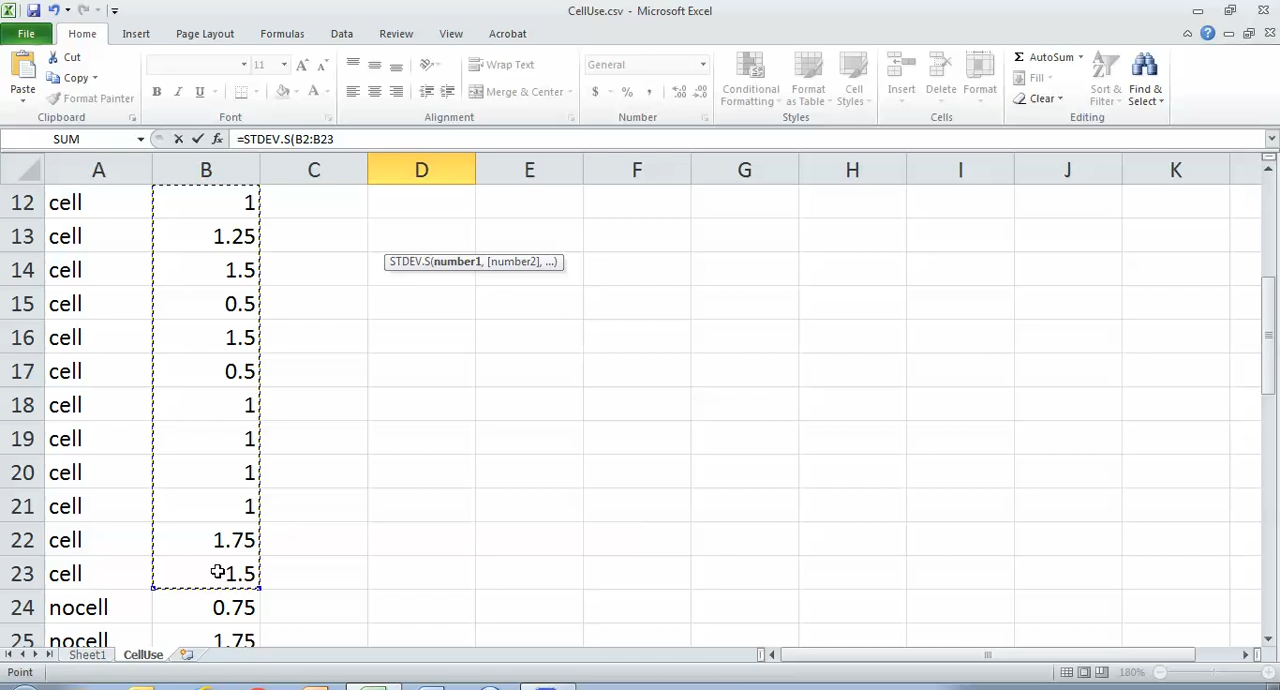 CellUse.csv - Microsoft Excel
File Home Insert Page Layout Formulas Data Review View Acrobat
Cut
Copy
Format Painter
Paste
Clipboard
11
B I U
Font
Wrap Text
Merge & Center
Alignment
General
$ % ,
Number
Conditional Formatting
Format as Table
Cell Styles
Styles
Insert
Delete
Format
Cells
Σ AutoSum
Fill
Clear
Sort & Filter
Find & Select
Editing
SUM fx =STDEV.S(B2:B23
A B C D E F G H I J K
12 cell 1
13 cell 1.25
14 cell 1.5
STDEV.S(number1, [number2], ...)
15 cell 0.5
16 cell 1.5
17 cell 0.5
18 cell 1
19 cell 1
20 cell 1
21 cell 1
22 cell 1.75
23 cell 1.5
24 nocell 0.75
25 nocell 1.75
Sheet1 CellUse
Point 180%